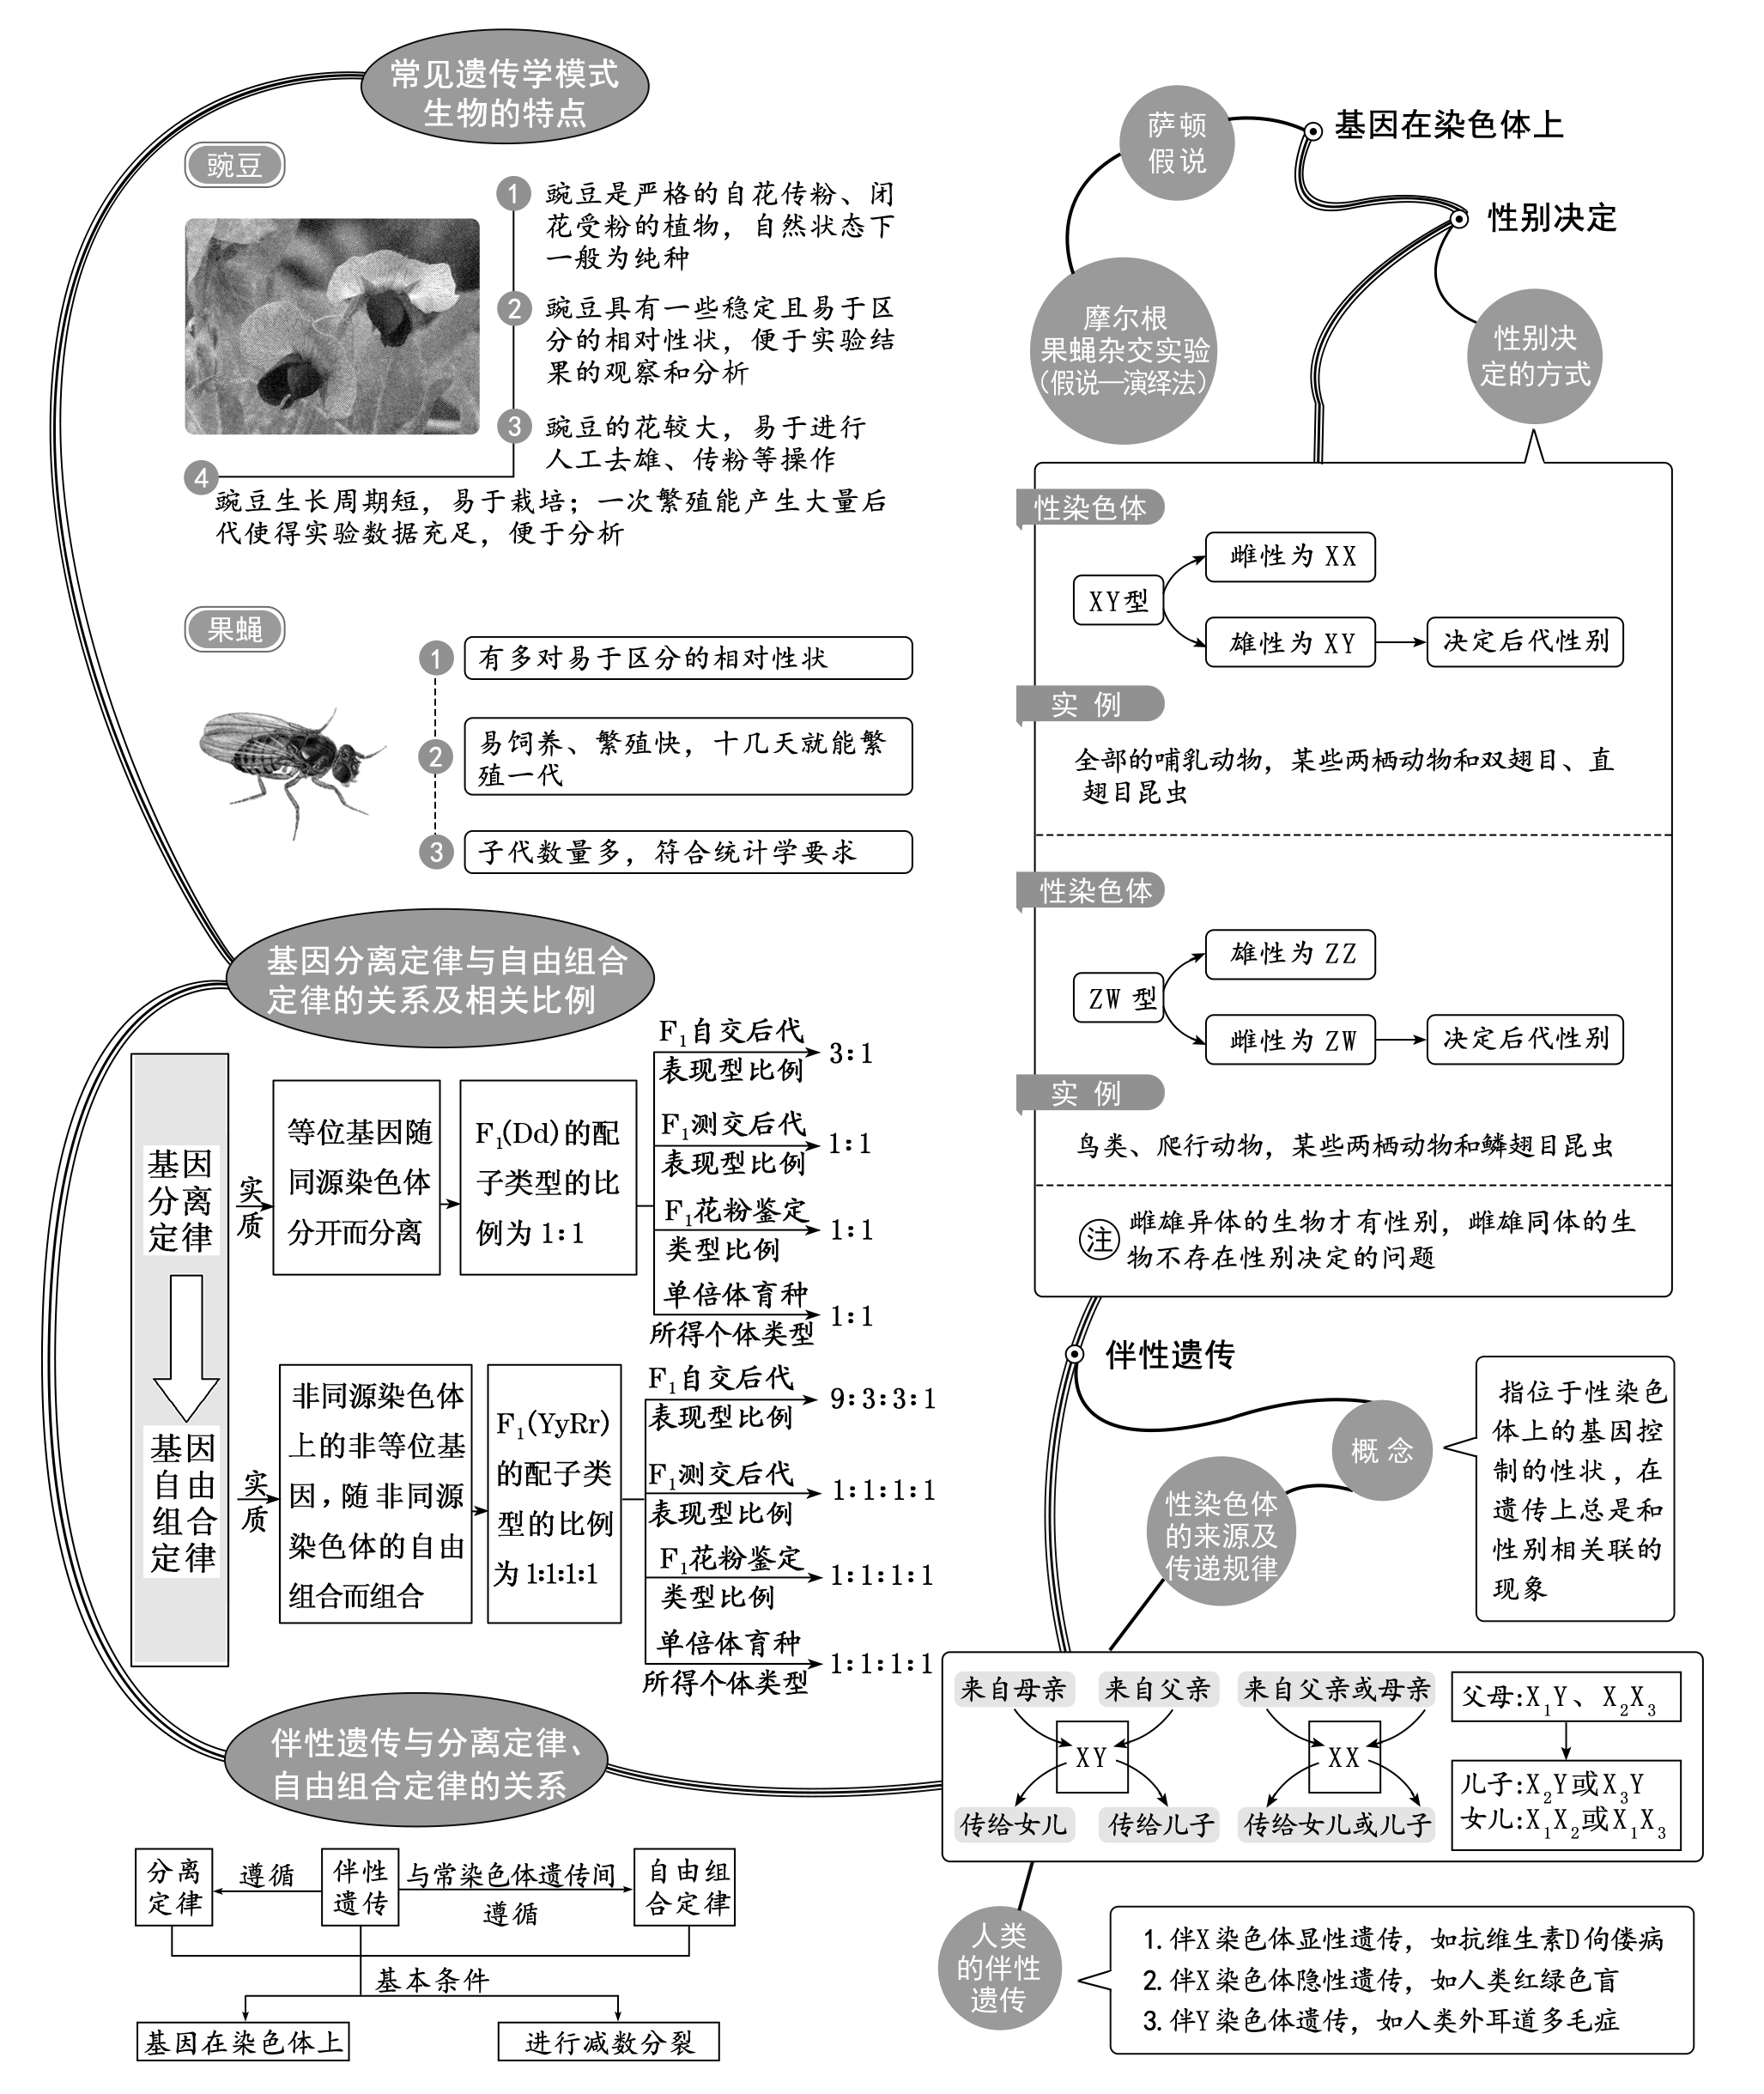 常见遗传学模式
生物的特点
豌豆
1 豌豆是严格的自花传粉、闭
花受粉的植物，自然状态下
一般为纯种
2 豌豆具有一些稳定且易于区
分的相对性状，便于实验结
果的观察和分析
3 豌豆的花较大，易于进行
人工去雄、传粉等操作
4
豌豆生长周期短，易于栽培；一次繁殖能产生大量后
代使得实验数据充足，便于分析
果蝇
1 有多对易于区分的相对性状
2 易饲养、繁殖快，十几天就能繁
殖一代
3 子代数量多，符合统计学要求
基因分离定律与自由组合
定律的关系及相关比例
基因
分离
定律
实
质
等位基因随
同源染色体
分开而分离
F₁(Dd)的配
子类型的比
例为 1∶1
F₁自交后代
表现型比例
3∶1
F₁测交后代
表现型比例
1∶1
F₁花粉鉴定
类型比例
1∶1
单倍体育种
所得个体类型
1∶1
基因
自由
组合
定律
实
质
非同源染色体
上的非等位基
因，随 非同源
染色体的自由
组合而组合
F₁(YyRr)
的配子类
型的比例
为 1∶1∶1∶1
F₁自交后代
表现型比例
9∶3∶3∶1
F₁测交后代
表现型比例
1∶1∶1∶1
F₁花粉鉴定
类型比例
1∶1∶1∶1
单倍体育种
所得个体类型
1∶1∶1∶1
伴性遗传与分离定律、
自由组合定律的关系
分离
定律
遵循
伴性
遗传
与常染色体遗传间
遵循
自由组
合定律
基本条件
基因在染色体上
进行减数分裂
萨顿
假说
基因在染色体上
摩尔根
果蝇杂交实验
（假说—演绎法）
性别决定
性别决
定的方式
性染色体
XY型
雌性为 XX
雄性为 XY
决定后代性别
实 例
全部的哺乳动物，某些两栖动物和双翅目、直
翅目昆虫
性染色体
ZW 型
雄性为 ZZ
雌性为 ZW
决定后代性别
实 例
鸟类、爬行动物，某些两栖动物和鳞翅目昆虫
注 雌雄异体的生物才有性别，雌雄同体的生
物不存在性别决定的问题
伴性遗传
概 念
指位于性染色
体上的基因控
制的性状，在
遗传上总是和
性别相关联的
现象
性染色体
的来源及
传递规律
来自母亲
来自父亲
XY
传给女儿
传给儿子
来自父亲或母亲
XX
传给女儿或儿子
父母:X₁Y、X₂X₃
儿子:X₂Y或X₃Y
女儿:X₁X₂或X₁X₃
人类
的伴性
遗传
1. 伴X 染色体显性遗传，如抗维生素D 佝偻病
2. 伴X 染色体隐性遗传，如人类红绿色盲
3. 伴Y 染色体遗传，如人类外耳道多毛症